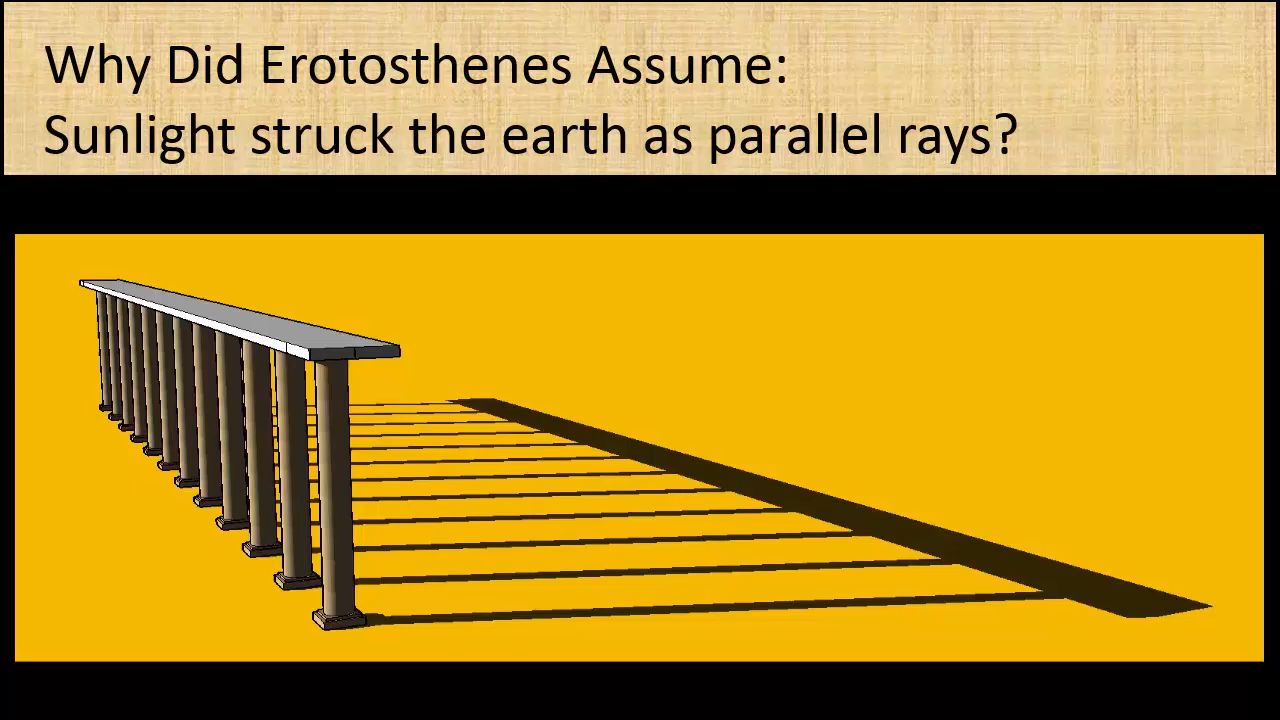 Why Did Erotosthenes Assume:
Sunlight struck the earth as parallel rays?